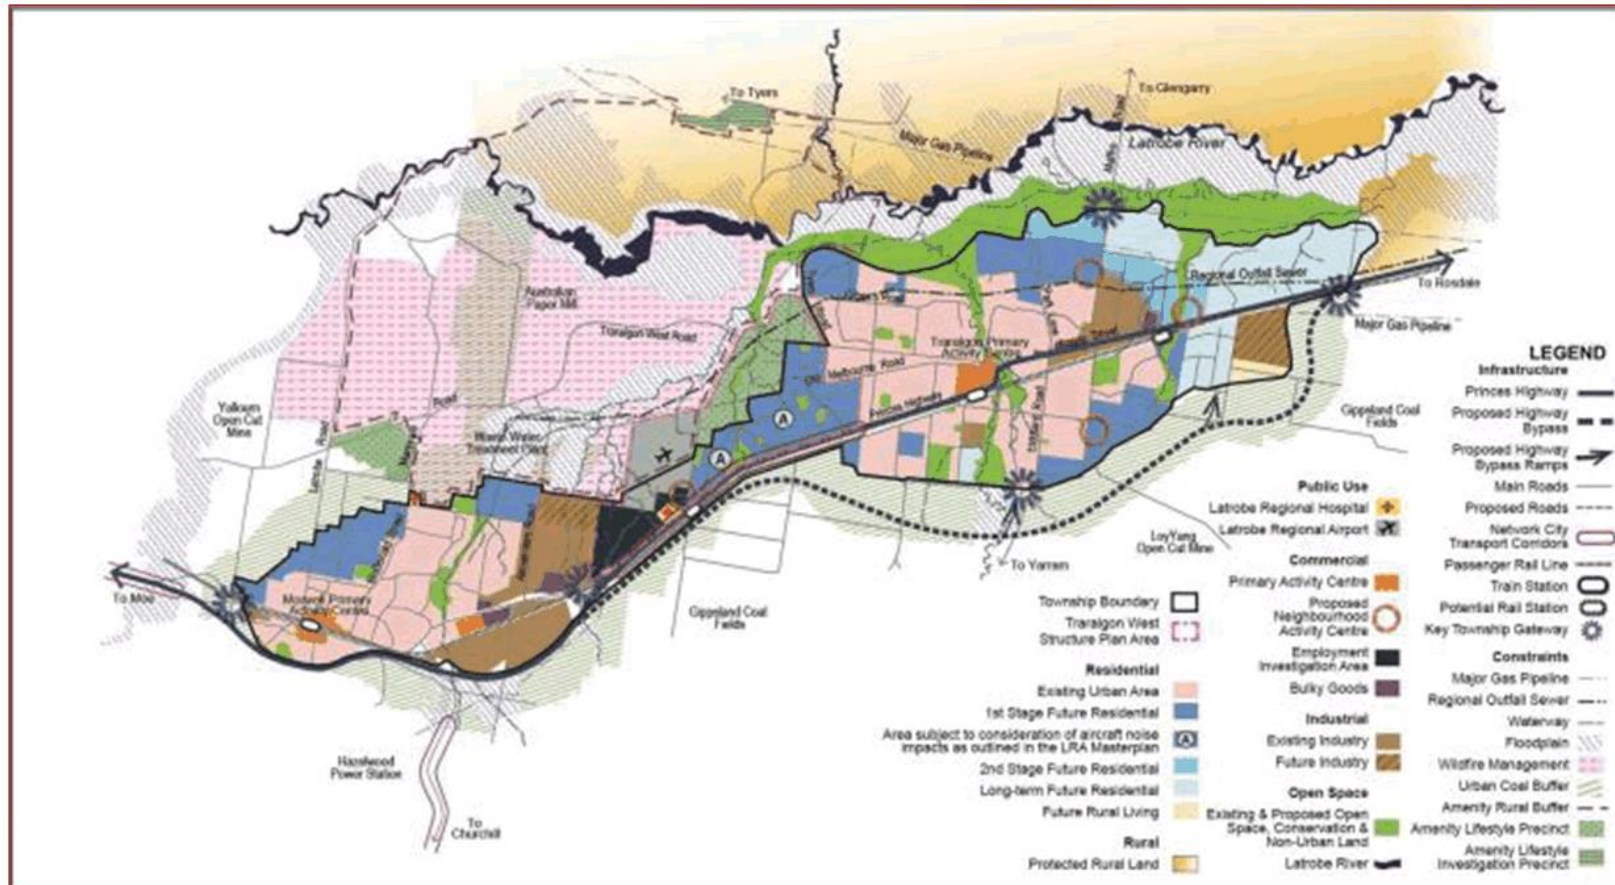 To Tyers
To Glengarry
Major Gas Pipeline
Latrobe River
Australian
Paper Mill
Regional Outfall Sewer
To Rosdale
Major Gas Pipeline
Traralgon West Road
Traralgon Primary
Activity Centre
Old Melbourne Road
Princes Highway
Yallourn
Open Cut
Mine
Road
Latrobe Road
Waste Water
Treatment Plant
A
A
Gippsland Coal
Fields
LoyYang
Open Cut Mine
To Yarram
To Moe
Morwell Primary
Activity Centre
Gippsland Coal
Fields
Hazelwood
Power Station
To
Churchill
LEGEND
Infrastructure
Princes Highway
Proposed Highway
Bypass
Proposed Highway
Bypass Ramps
Main Roads
Proposed Roads
Network City
Transport Corridors
Passenger Rail Line
Train Station
Potential Rail Station
Key Township Gateway
Constraints
Major Gas Pipeline
Regional Outfall Sewer
Waterway
Floodplain
Wildfire Management
Urban Coal Buffer
Amenity Rural Buffer
Amenity Lifestyle Precinct
Amenity Lifestyle
Investigation Precinct
Public Use
Latrobe Regional Hospital
Latrobe Regional Airport
Commercial
Primary Activity Centre
Proposed
Neighbourhood
Activity Centre
Employment
Investigation Area
Bulky Goods
Industrial
Existing Industry
Future Industry
Open Space
Existing & Proposed Open
Space, Conservation &
Non-Urban Land
Latrobe River
Township Boundary
Traralgon West
Structure Plan Area
Residential
Existing Urban Area
1st Stage Future Residential
Area subject to consideration of aircraft noise
impacts as outlined in the LRA Masterplan
A
2nd Stage Future Residential
Long-term Future Residential
Future Rural Living
Rural
Protected Rural Land